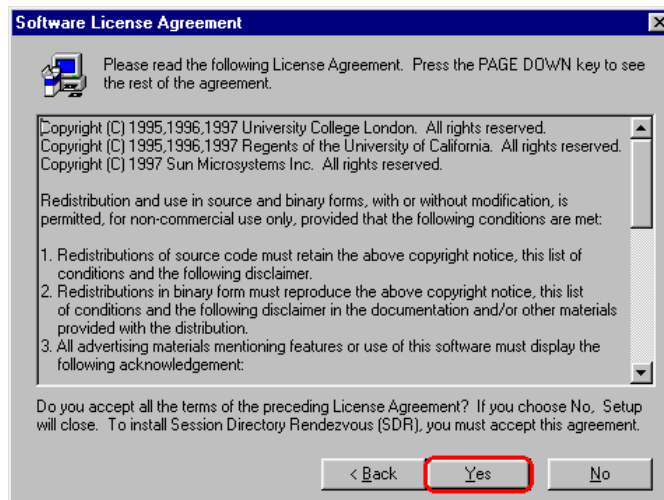 Software License Agreement
Please read the following License Agreement. Press the PAGE DOWN key to see
the rest of the agreement.
Copyright (C) 1995,1996,1997 University College London. All rights reserved.
Copyright (C) 1995,1996,1997 Regents of the University of California. All rights reserved.
Copyright (C) 1997 Sun Microsystems Inc. All rights reserved.
Redistribution and use in source and binary forms, with or without modification, is
permitted, for non-commercial use only, provided that the following conditions are met:
1. Redistributions of source code must retain the above copyright notice, this list of
conditions and the following disclaimer.
2. Redistributions in binary form must reproduce the above copyright notice, this list
of conditions and the following disclaimer in the documentation and/or other materials
provided with the distribution.
3. All advertising materials mentioning features or use of this software must display the
following acknowledgement:
Do you accept all the terms of the preceding License Agreement? If you choose No, Setup
will close. To install Session Directory Rendezvous (SDR), you must accept this agreement.
< Back Yes No